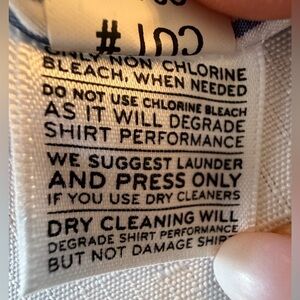 CUT #
ONLY NON CHLORINE
BLEACH, WHEN NEEDED
DO NOT USE CHLORINE BLEACH
AS IT WILL DEGRADE
SHIRT PERFORMANCE
WE SUGGEST LAUNDER
AND PRESS ONLY
IF YOU USE DRY CLEANERS
DRY CLEANING WILL
DEGRADE SHIRT PERFORMANCE
BUT NOT DAMAGE SHIRT